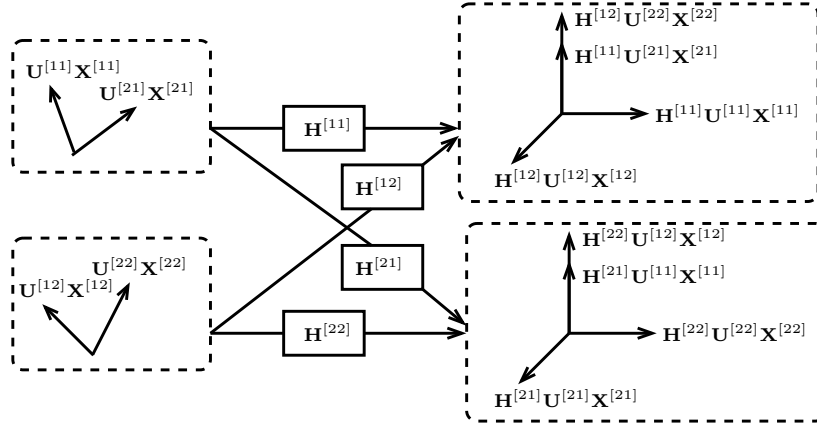 U^[11]X^[11]
U^[21]X^[21]
H^[11]
H^[12]
H^[12]U^[22]X^[22]
H^[11]U^[21]X^[21]
H^[11]U^[11]X^[11]
H^[12]U^[12]X^[12]
U^[22]X^[22]
U^[12]X^[12]
H^[21]
H^[22]
H^[22]U^[12]X^[12]
H^[21]U^[11]X^[11]
H^[22]U^[22]X^[22]
H^[21]U^[21]X^[21]